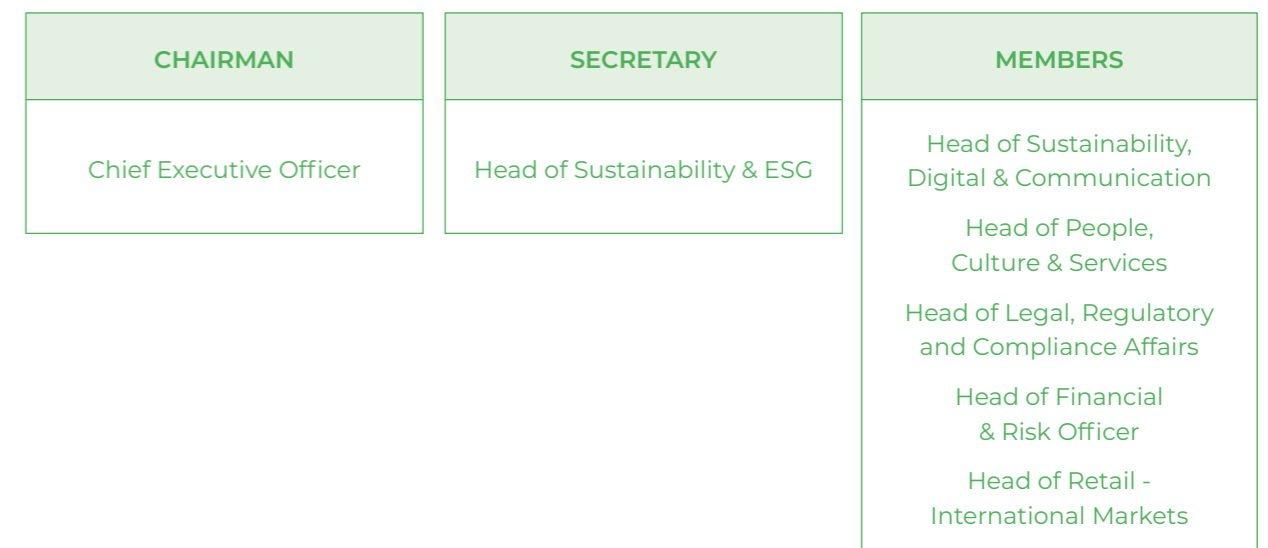 CHAIRMAN
Chief Executive Officer
SECRETARY
Head of Sustainability & ESG
MEMBERS
Head of Sustainability,
Digital & Communication
Head of People,
Culture & Services
Head of Legal, Regulatory
and Compliance Affairs
Head of Financial
& Risk Officer
Head of Retail -
International Markets